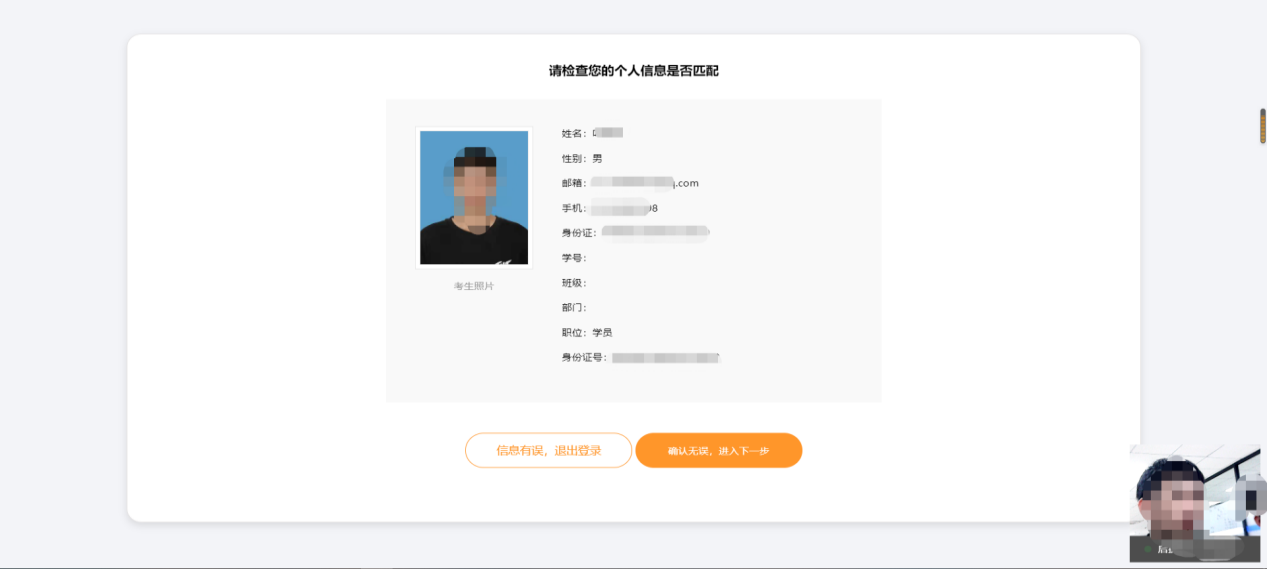 请检查您的个人信息是否匹配
姓名：
性别：男
邮箱：.com
手机：98
身份证：
学号：
班级：
部门：
职位：学员
身份证号：
考生照片
信息有误，退出登录
确认无误，进入下一步